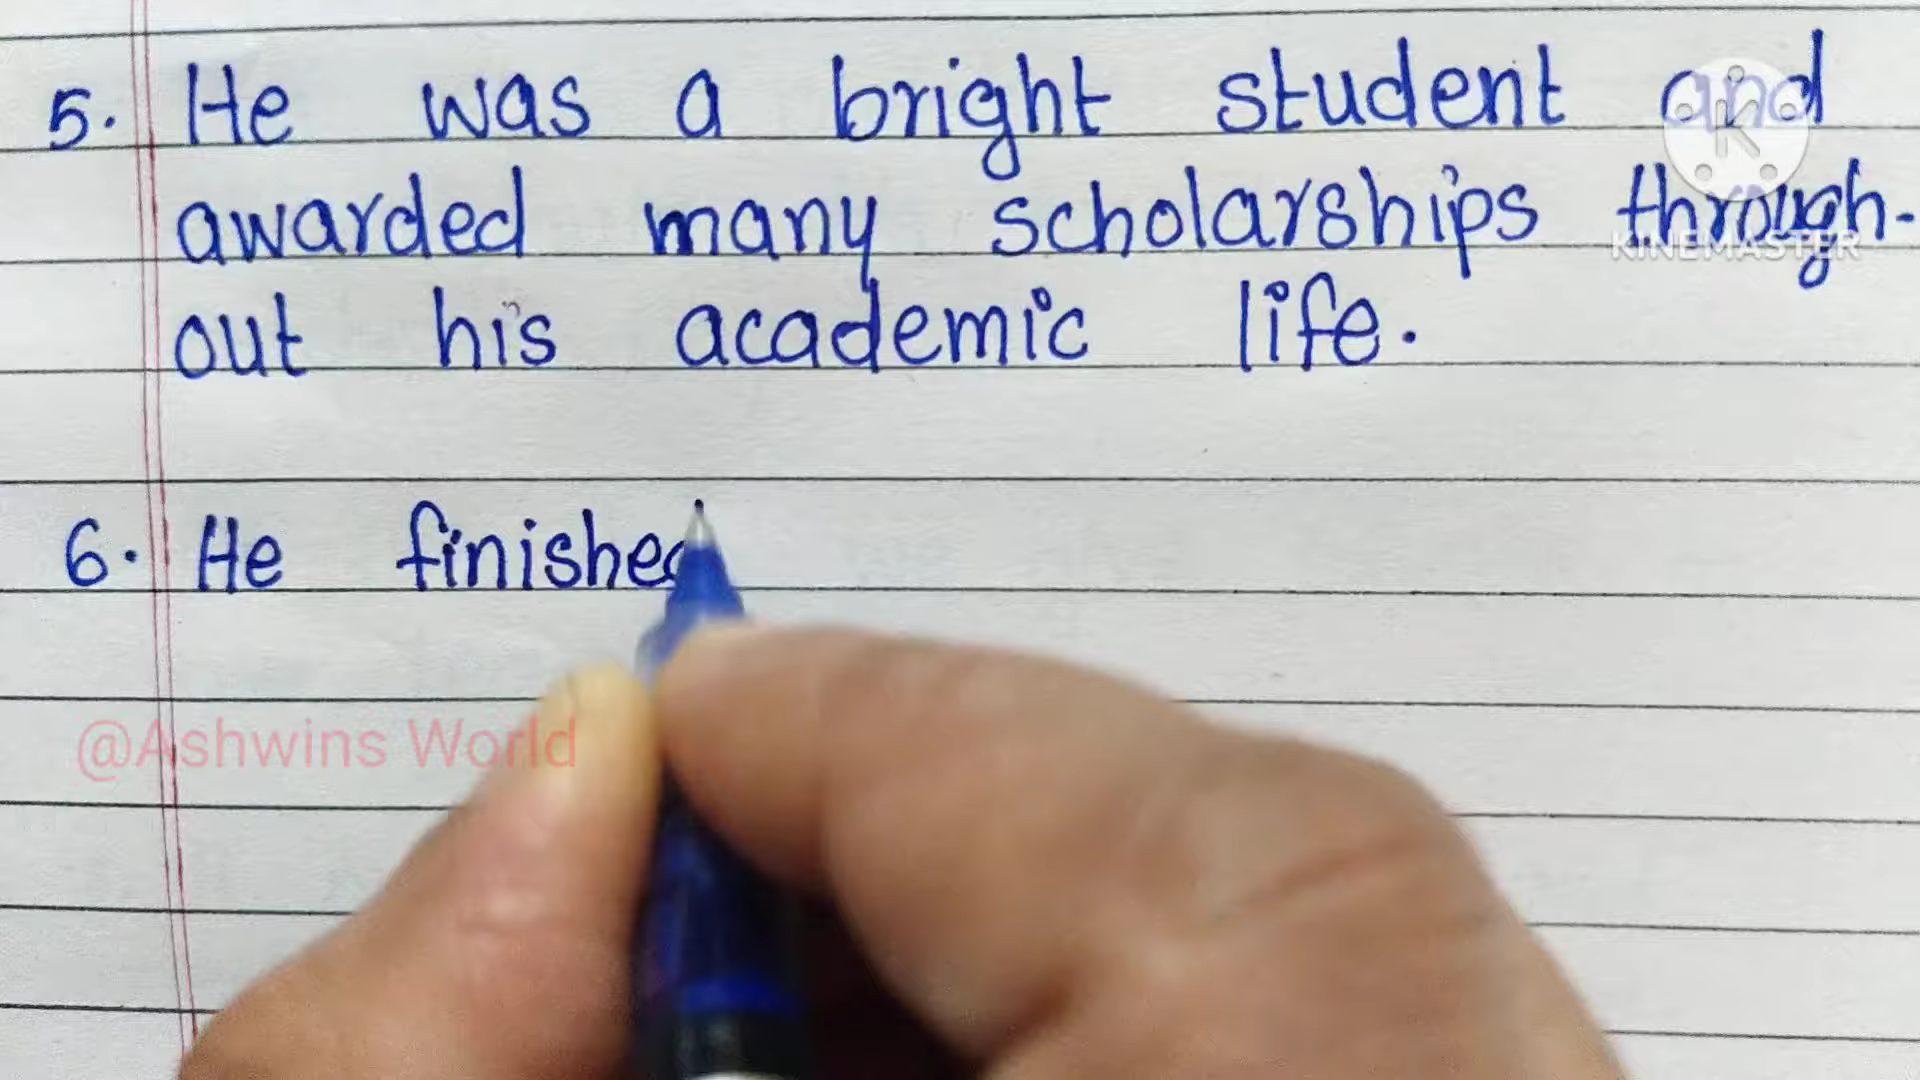 5. He was a bright student and
awarded many scholarships through-
out his academic life.
6. He finished
@Ashwins World
K
KINEMASTER